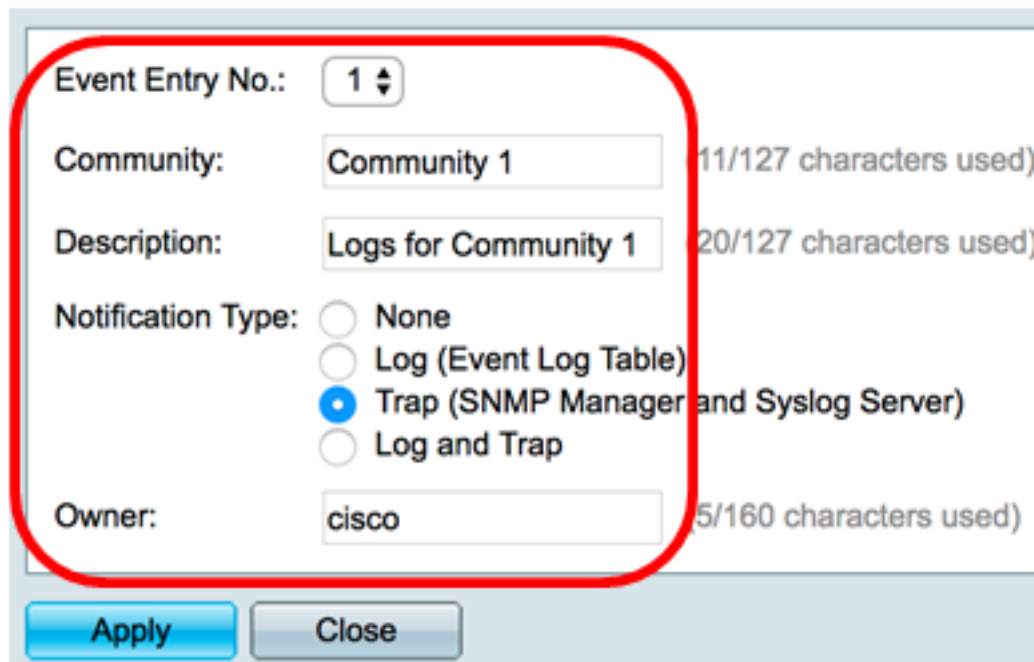 Event Entry No.: 1
Community: Community 1 (11/127 characters used)
Description: Logs for Community 1 (20/127 characters used)
Notification Type: None
Log (Event Log Table)
Trap (SNMP Manager and Syslog Server)
Log and Trap
Owner: cisco (5/160 characters used)
Apply Close